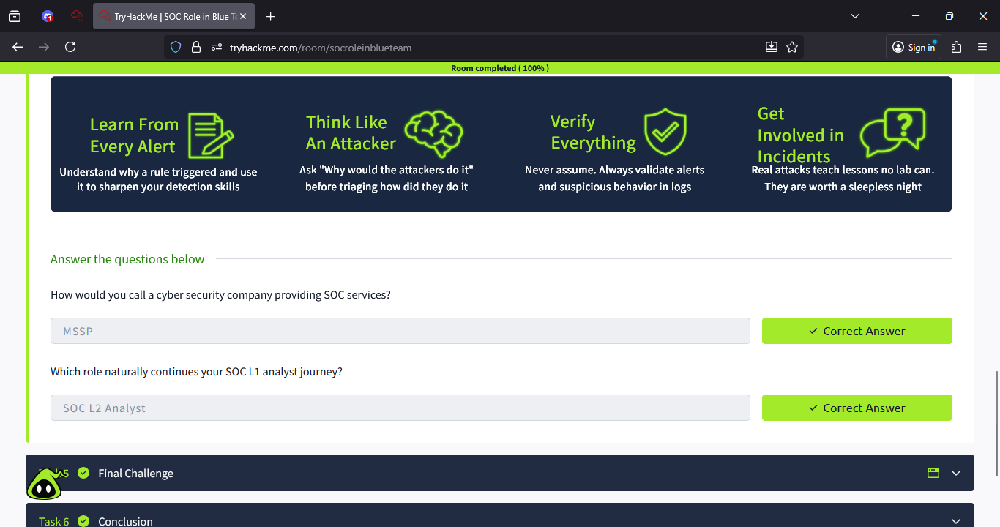 TryHackMe | SOC Role in Blue T
tryhackme.com/room/socroleinblueteam
Sign in
Room completed ( 100% )
Learn From
Every Alert
Understand why a rule triggered and use
it to sharpen your detection skills
Think Like
An Attacker
Ask "Why would the attackers do it"
before triaging how did they do it
Verify
Everything
Never assume. Always validate alerts
and suspicious behavior in logs
Get
Involved in
Incidents
Real attacks teach lessons no lab can.
They are worth a sleepless night
Answer the questions below
How would you call a cyber security company providing SOC services?
MSSP
Correct Answer
Which role naturally continues your SOC L1 analyst journey?
SOC L2 Analyst
Correct Answer
5 Final Challenge
Task 6 Conclusion